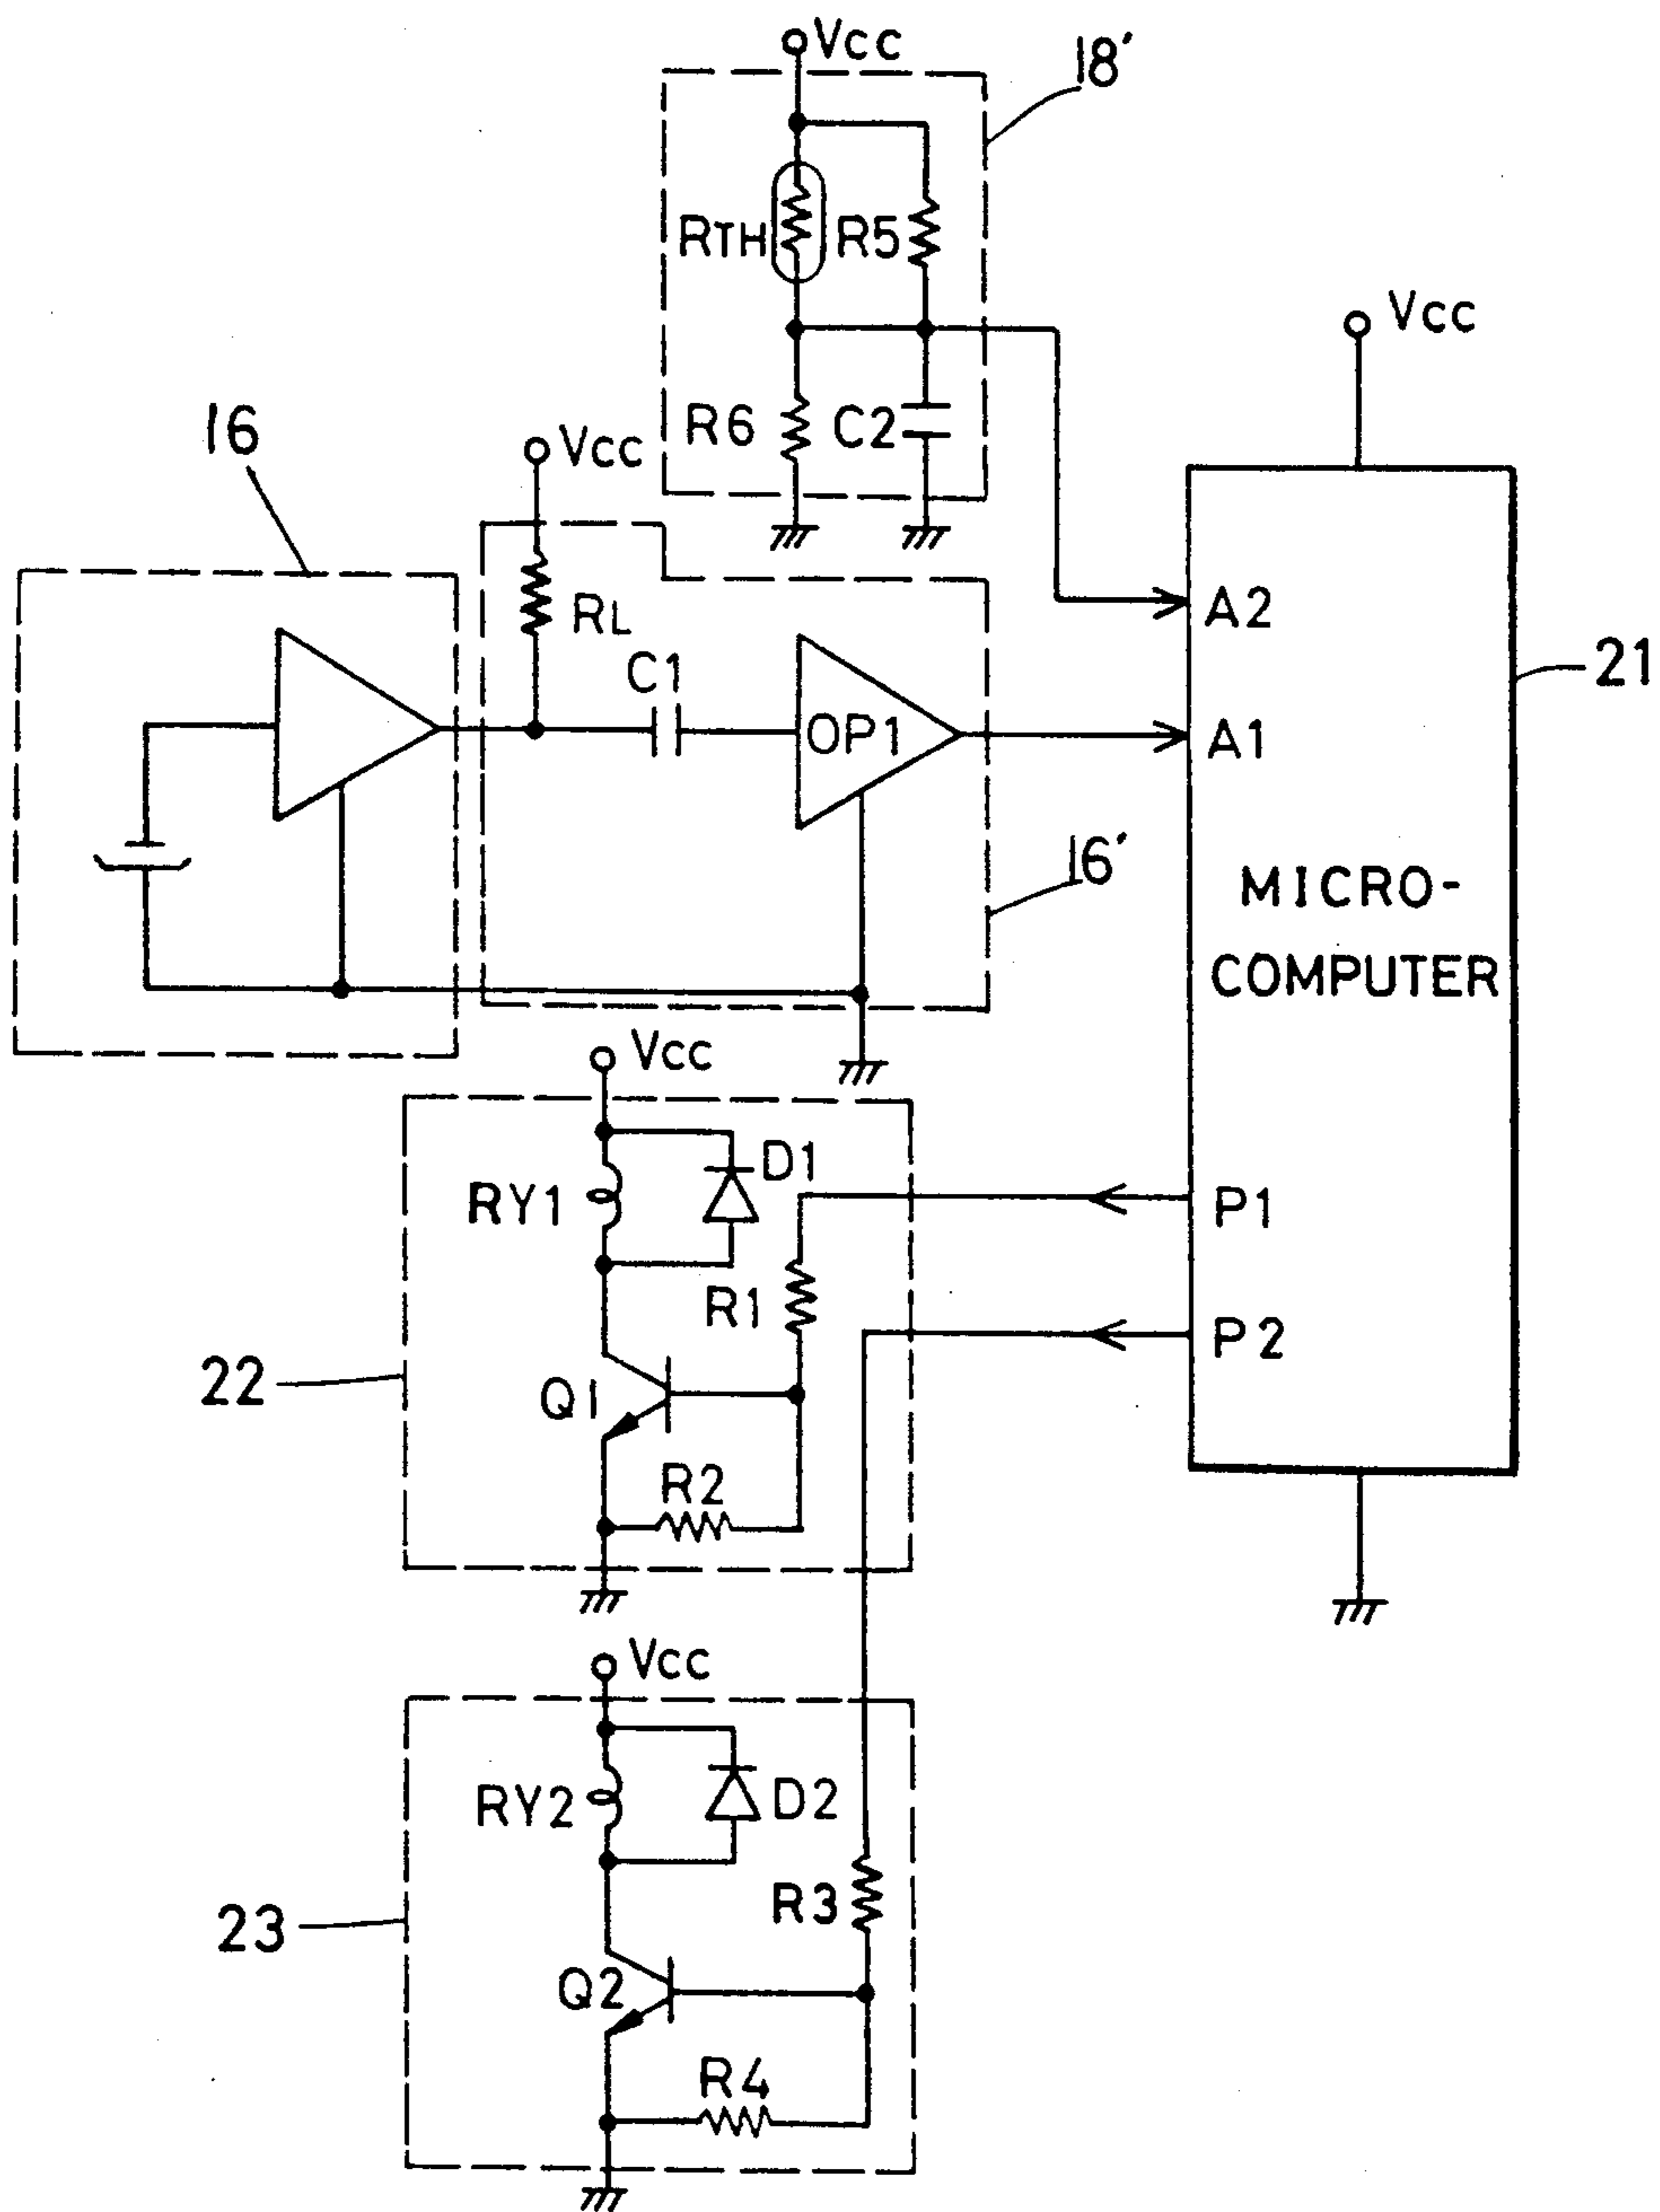 Vcc
18'
RTH
R5
Vcc
R6
C2
16
Vcc
RL
A2
C1
21
OP1
A1
16'
MICRO-
COMPUTER
Vcc
D1
RY1
P1
R1
P2
22
Q1
R2
Vcc
RY2
D2
R3
23
Q2
R4